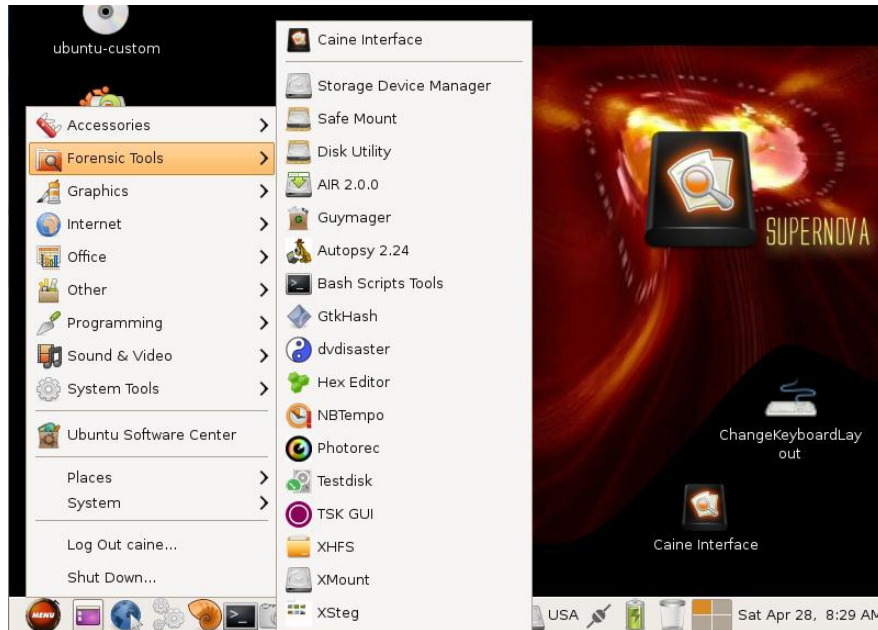 ubuntu-custom
Accessories
Forensic Tools
Graphics
Internet
Office
Other
Programming
Sound & Video
System Tools
Ubuntu Software Center
Places
System
Log Out caine...
Shut Down...
Caine Interface
Storage Device Manager
Safe Mount
Disk Utility
AIR 2.0.0
Guymager
Autopsy 2.24
Bash Scripts Tools
GtkHash
dvdisaster
Hex Editor
NBTempo
Photorec
Testdisk
TSK GUI
XHFS
XMount
XSteg
SUPERNOVA
ChangeKeyboardLay
out
Caine Interface
MENU
USA
Sat Apr 28, 8:29 AM